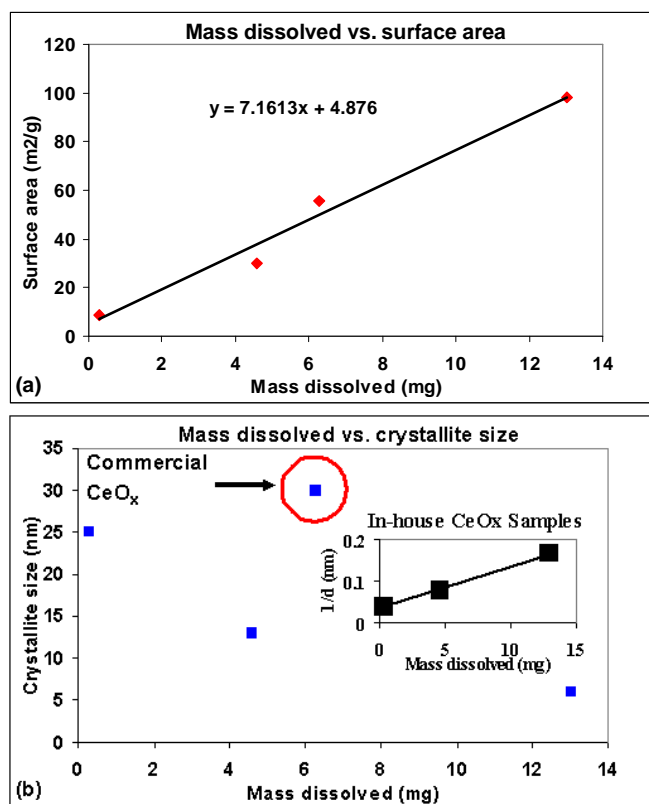 Mass dissolved vs. surface area
120
100
80
60
40
20
0
y = 7.1613x + 4.876
Surface area (m2/g)
0 2 4 6 8 10 12 14
Mass dissolved (mg)
(a)
Mass dissolved vs. crystallite size
35
30
25
20
15
10
5
0
Commercial
CeOₓ
Crystallite size (nm)
In-house CeOx Samples
0.2
0.1
0
1/d (nm)
0 5 10 15
Mass dissolved (mg)
0 2 4 6 8 10 12 14
Mass dissolved (mg)
(b)